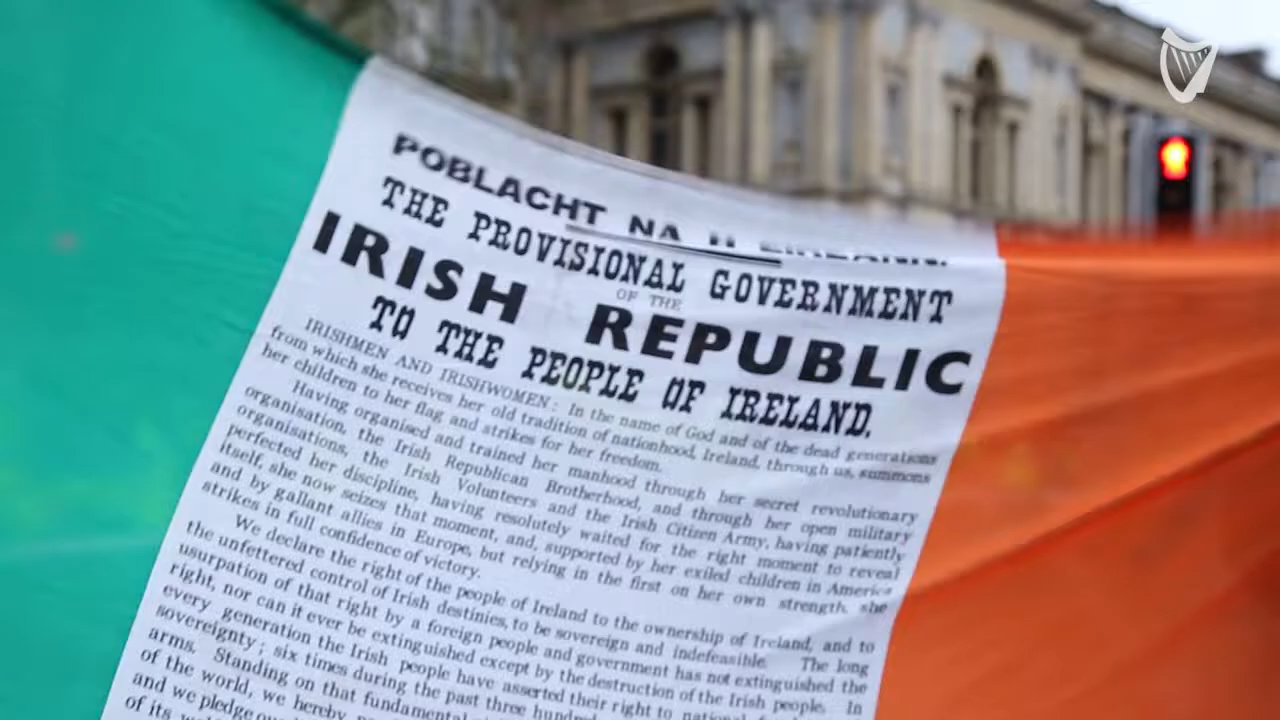 POBLACHT NA H EIREANN.
THE PROVISIONAL GOVERNMENT
OF THE
IRISH REPUBLIC
TO THE PEOPLE OF IRELAND.
IRISHMEN AND IRISHWOMEN : In the name of God and of the dead generations
from which she receives her old tradition of nationhood, Ireland, through us, summons
her children to her flag and strikes for her freedom.
Having organised and trained her manhood through her secret revolutionary
organisation, the Irish Republican Brotherhood, and through her open military
organisations, the Irish Volunteers and the Irish Citizen Army, having patiently
perfected her discipline, having resolutely waited for the right moment to reveal
itself, she now seizes that moment, and, supported by her exiled children in America
and by gallant allies in Europe, but relying in the first on her own strength, she
strikes in full confidence of victory.
We declare the right of the people of Ireland to the ownership of Ireland, and to
the unfettered control of Irish destinies, to be sovereign and indefeasible. The long
usurpation of that right by a foreign people and government has not extinguished the
right, nor can it ever be extinguished except by the destruction of the Irish people. In
every generation the Irish people have asserted their right to national
sovereignty ; six times during the past three hundred
arms. Standing on that fundamental
of the world, we hereby
and we pledge our
of its